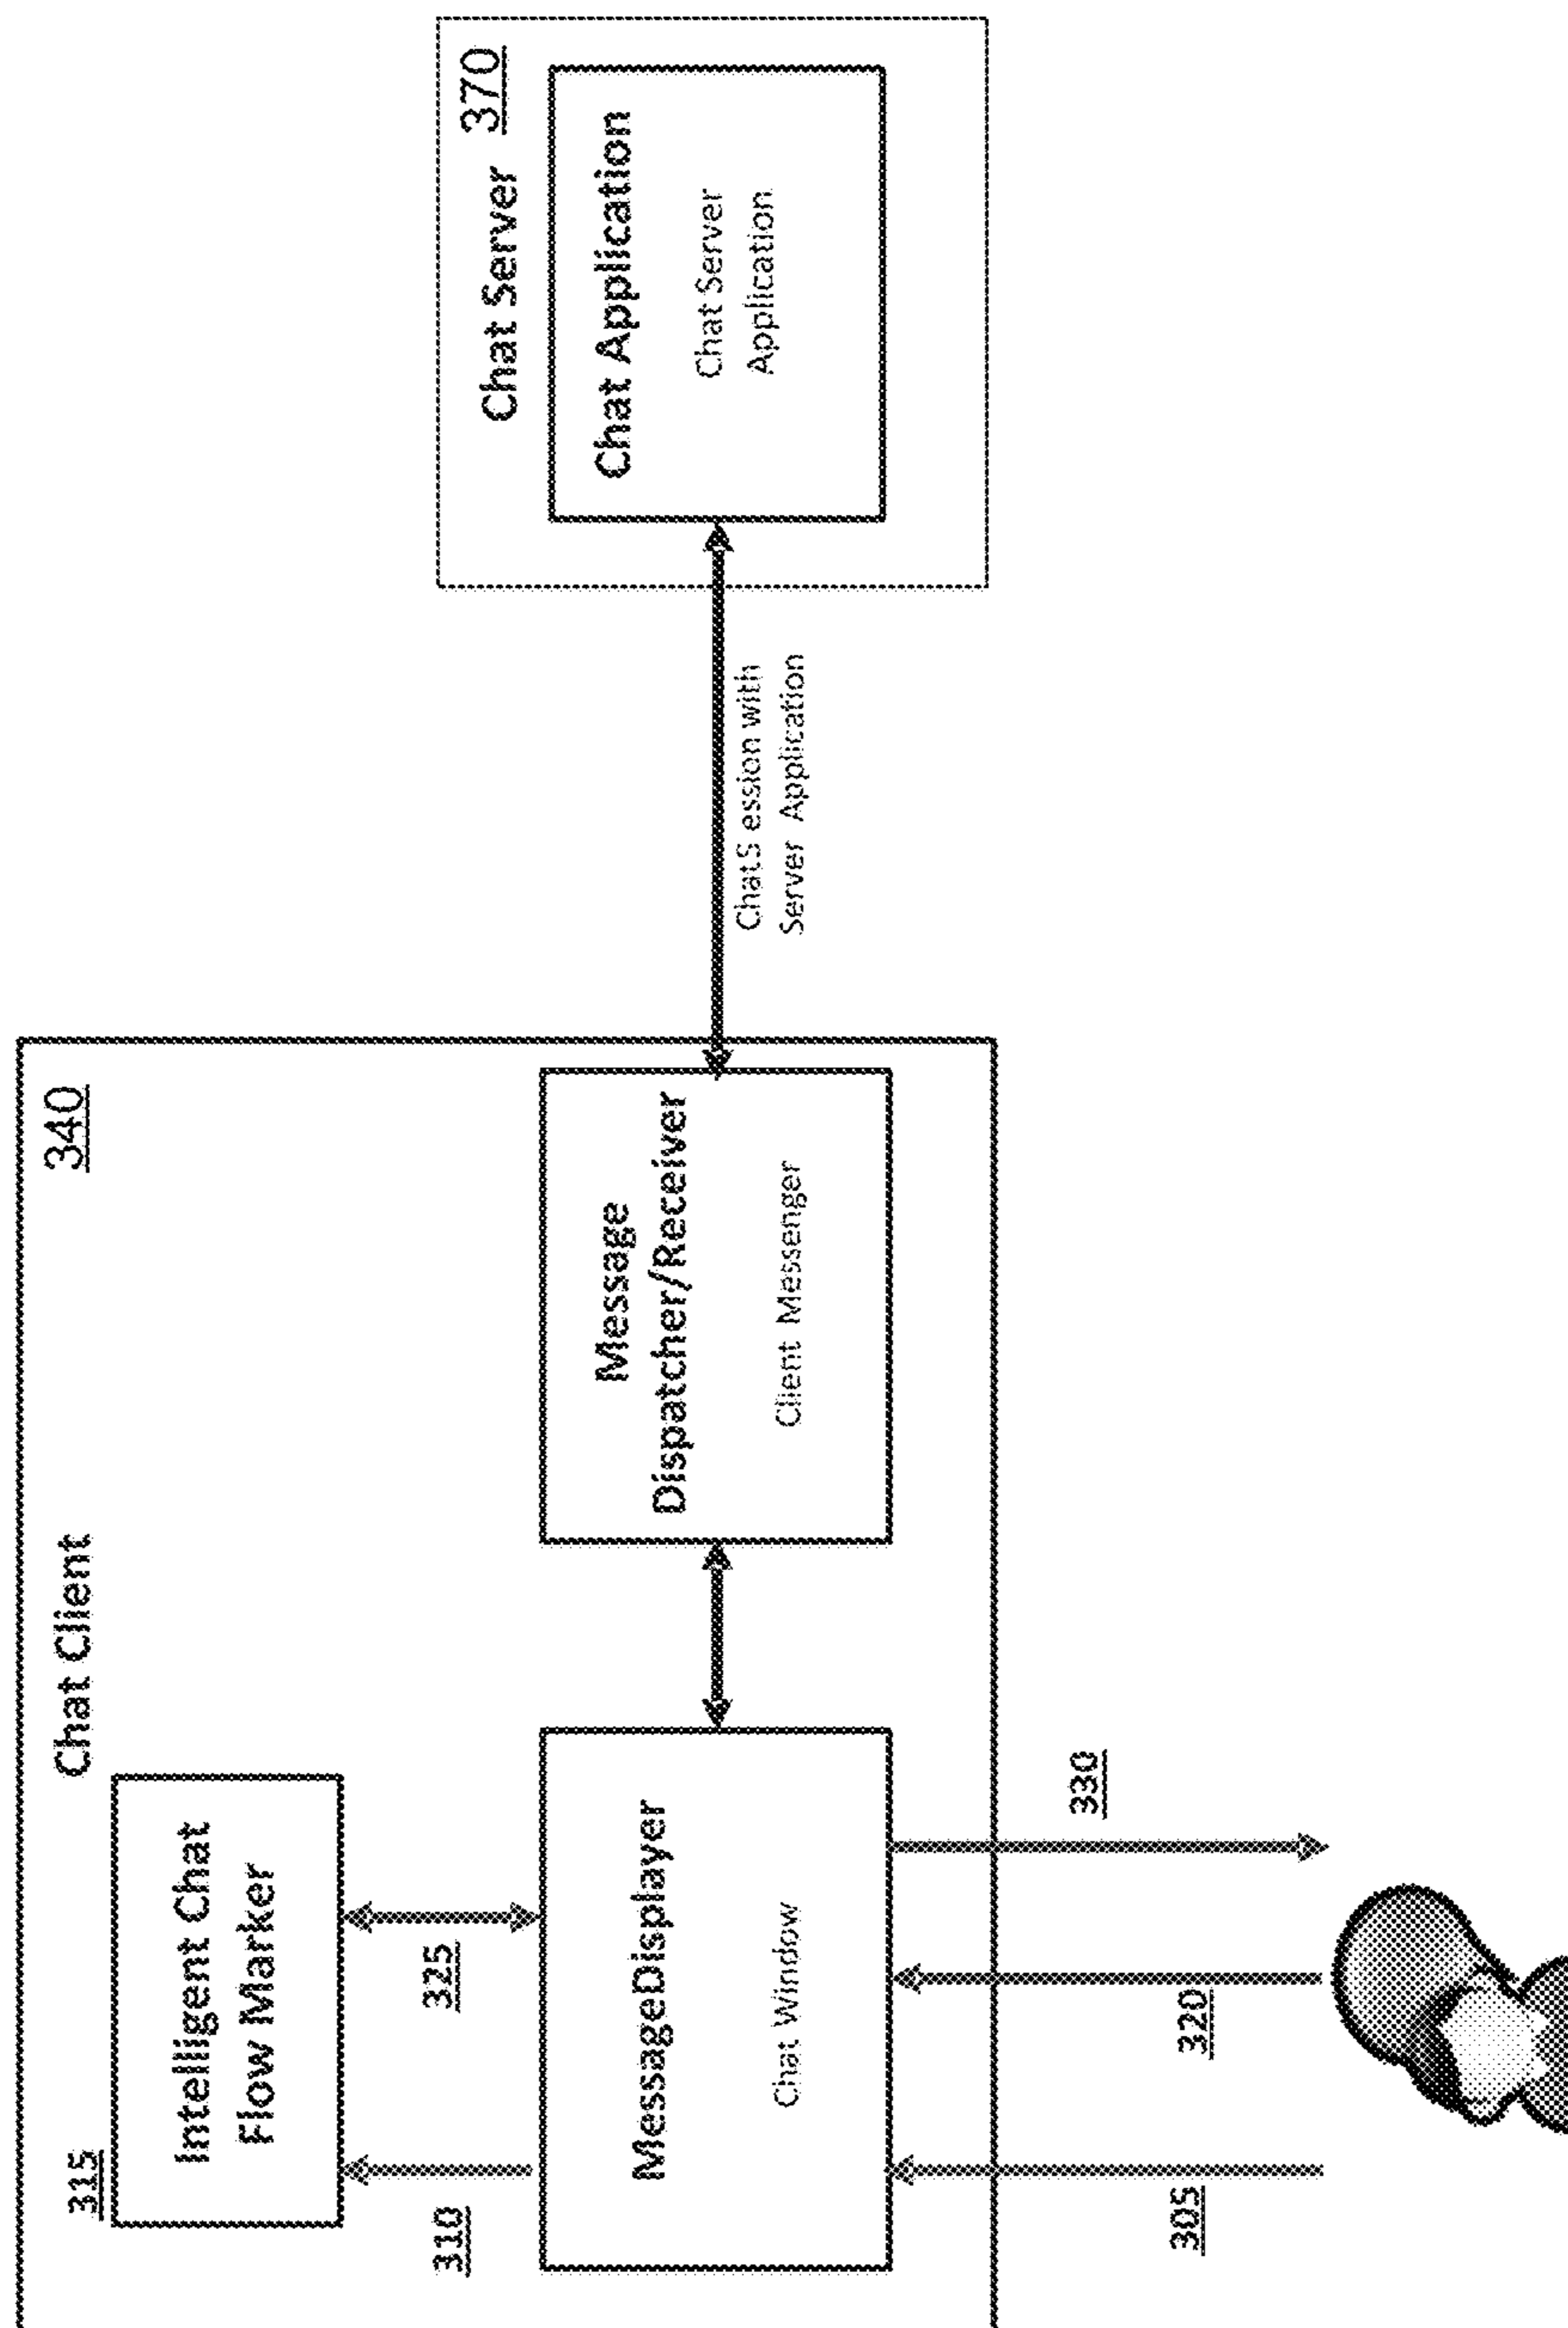 Chat Client
340
315
Intelligent Chat
Flow Marker
310
325
MessageDisplayer
Chat Window
Message
Dispatcher/Receiver
Client Messenger
ChatS ession with
Server Application
Chat Server 370
Chat Application
Chat Server
Application
305
320
330